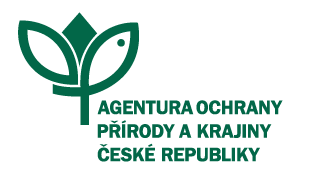 AGENTURA OCHRANY
PŘÍRODY A KRAJINY
ČESKÉ REPUBLIKY